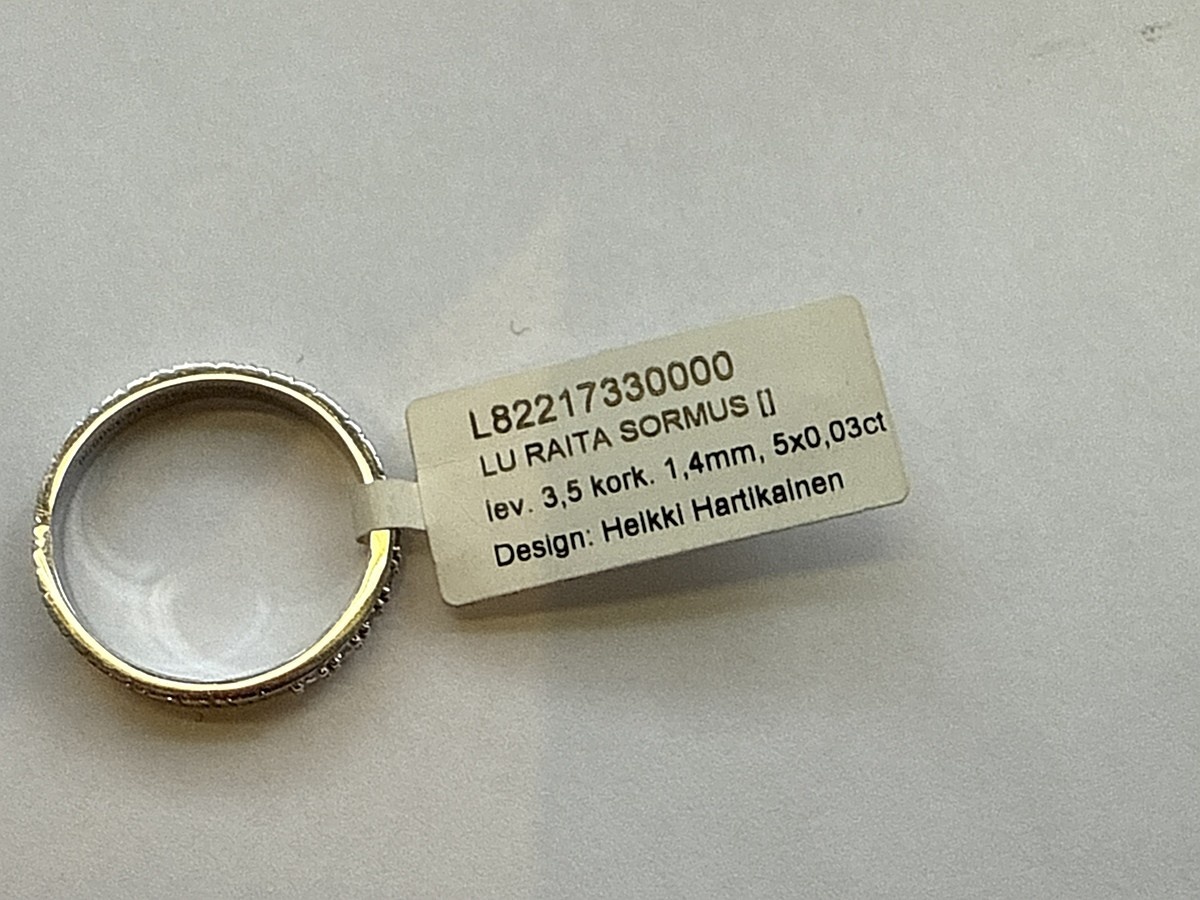 L82217330000
LU RAITA SORMUS []
lev. 3,5 kork. 1,4mm, 5x0,03ct
Design: Heikki Hartikainen